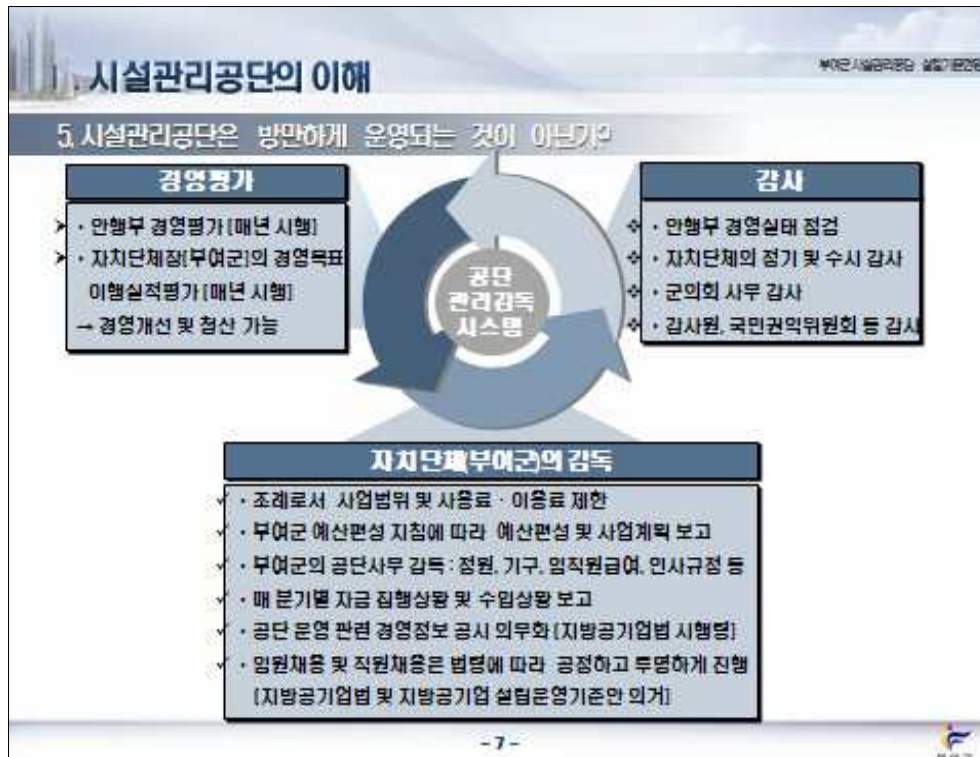 Ⅰ. 시설관리공단의 이해
부여군시설관리공단 설립기본계획
5. 시설관리공단은 방만하게 운영되는 것이 아닌가?
경영평가
· 안행부 경영평가 [매년 시행]
· 자치단체장[부여군]의 경영목표
이행실적평가 [매년 시행]
→ 경영개선 및 청산 가능
공단
관리감독
시스템
감사
· 안행부 경영실태 점검
· 자치단체의 정기 및 수시 감사
· 군의회 사무 감사
· 감사원, 국민권익위원회 등 감사
자치단체(부여군)의 감독
· 조례로서 사업범위 및 사용료 · 이용료 제한
· 부여군 예산편성 지침에 따라 예산편성 및 사업계획 보고
· 부여군의 공단사무 감독 : 정원, 기구, 임직원급여, 인사규정 등
· 매 분기별 자금 집행상황 및 수입상황 보고
· 공단 운영 관련 경영정보 공시 의무화 [지방공기업법 시행령]
· 임원채용 및 직원채용은 법령에 따라 공정하고 투명하게 진행
[지방공기업법 및 지방공기업 설립운영기준안 의거]
- 7 -